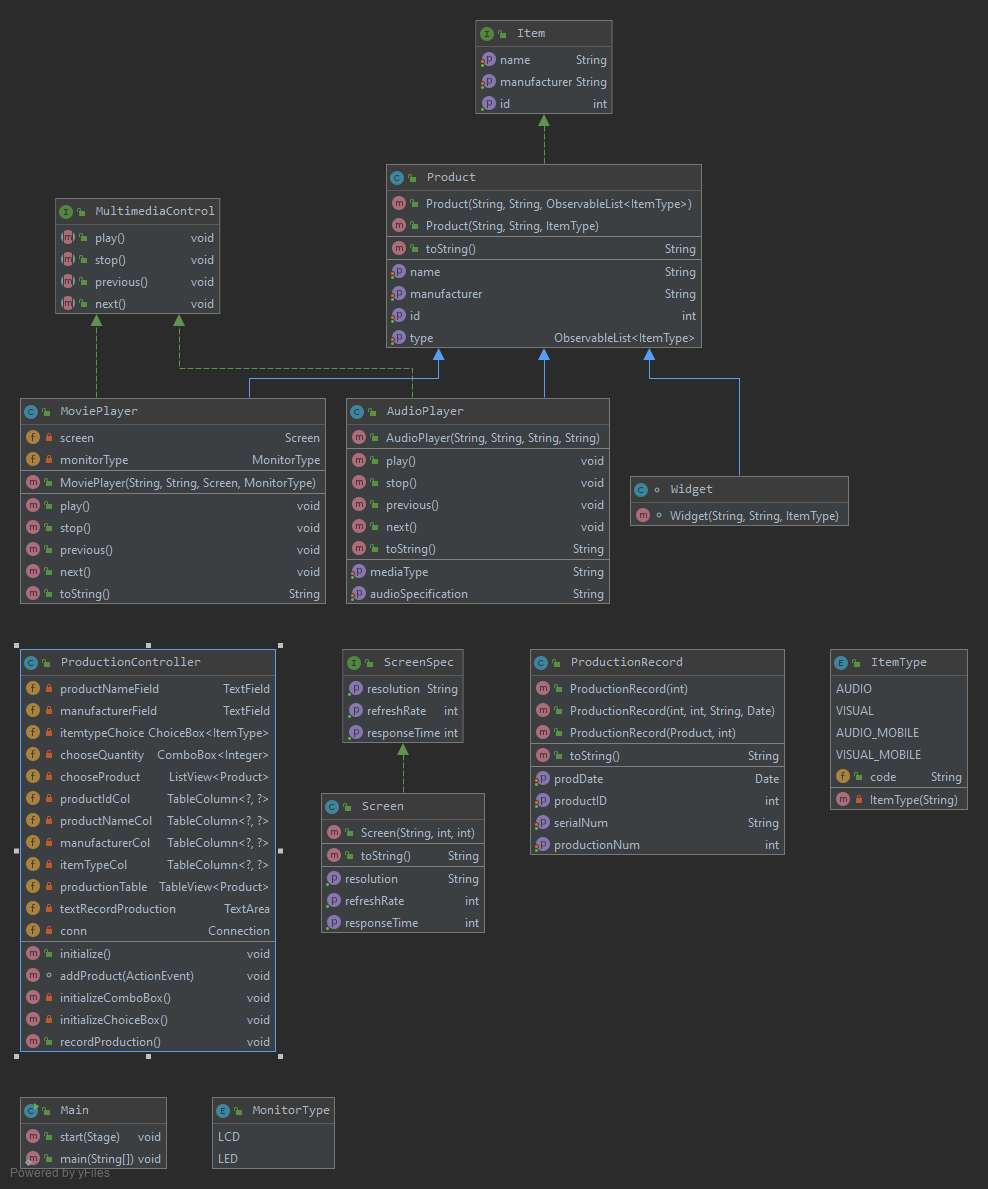 Item
name String
manufacturer String
id int
Product
Product(String, String, ObservableList<ItemType>)
Product(String, String, ItemType)
toString() String
name String
manufacturer String
id int
type ObservableList<ItemType>
MultimediaControl
play() void
stop() void
previous() void
next() void
MoviePlayer
screen Screen
monitorType MonitorType
MoviePlayer(String, String, Screen, MonitorType)
play() void
stop() void
previous() void
next() void
toString() String
AudioPlayer
AudioPlayer(String, String, String, String)
play() void
stop() void
previous() void
next() void
toString() String
mediaType String
audioSpecification String
Widget
Widget(String, String, ItemType)
ProductionController
productNameField TextField
manufacturerField TextField
itemtypeChoice ChoiceBox<ItemType>
chooseQuantity ComboBox<Integer>
chooseProduct ListView<Product>
productIdCol TableColumn<?, ?>
productNameCol TableColumn<?, ?>
manufacturerCol TableColumn<?, ?>
itemTypeCol TableColumn<?, ?>
productionTable TableView<Product>
textRecordProduction TextArea
conn Connection
initialize() void
addProduct(ActionEvent) void
initializeComboBox() void
initializeChoiceBox() void
recordProduction() void
ScreenSpec
resolution String
refreshRate int
responseTime int
Screen
Screen(String, int, int)
toString() String
resolution String
refreshRate int
responseTime int
ProductionRecord
ProductionRecord(int)
ProductionRecord(int, int, String, Date)
ProductionRecord(Product, int)
toString() String
prodDate Date
productID int
serialNum String
productionNum int
ItemType
AUDIO
VISUAL
AUDIO_MOBILE
VISUAL_MOBILE
code String
ItemType(String)
Main
start(Stage) void
main(String[]) void
MonitorType
LCD
LED
Powered by yFiles